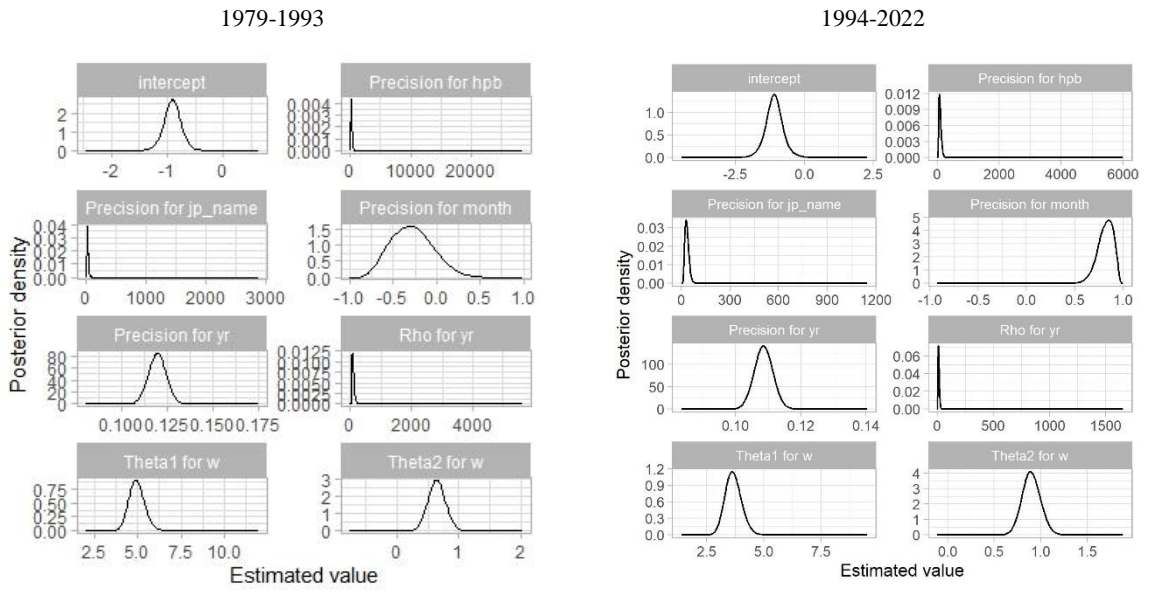 1979-1993
1994-2022
Posterior density
intercept
2
1
0
-2 -1 0
Precision for hpb
0.004
0.003
0.002
0.001
0.000
0 10000 20000
Precision for jp_name
0.04
0.03
0.02
0.01
0.00
0 1000 2000 3000
Precision for month
1.5
1.0
0.5
0.0
-1.0 -0.5 0.0 0.5 1.0
Precision for yr
80
60
40
20
0
0.100 0.125 0.150 0.175
Rho for yr
0.0125
0.0100
0.0075
0.0050
0.0025
0.0000
0 2000 4000
Theta1 for w
0.75
0.50
0.25
0.00
2.5 5.0 7.5 10.0
Theta2 for w
3
2
1
0
0 1 2
Estimated value
Posterior density
intercept
1.0
0.5
0.0
-2.5 0.0 2.5
Precision for hpb
0.012
0.009
0.006
0.003
0.000
0 2000 4000 6000
Precision for jp_name
0.03
0.02
0.01
0.00
0 300 600 900 1200
Precision for month
5
4
3
2
1
0
-1.0 -0.5 0.0 0.5 1.0
Precision for yr
100
50
0
0.10 0.12 0.14
Rho for yr
0.06
0.04
0.02
0.00
0 500 1000 1500
Theta1 for w
1.2
0.9
0.6
0.3
0.0
2.5 5.0 7.5
Theta2 for w
4
3
2
1
0
0.0 0.5 1.0 1.5
Estimated value